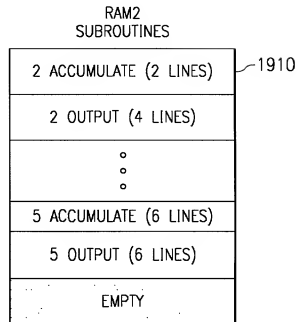 RAM2
SUBROUTINES
2 ACCUMULATE (2 LINES)
1910
2 OUTPUT (4 LINES)
5 ACCUMULATE (6 LINES)
5 OUTPUT (6 LINES)
EMPTY